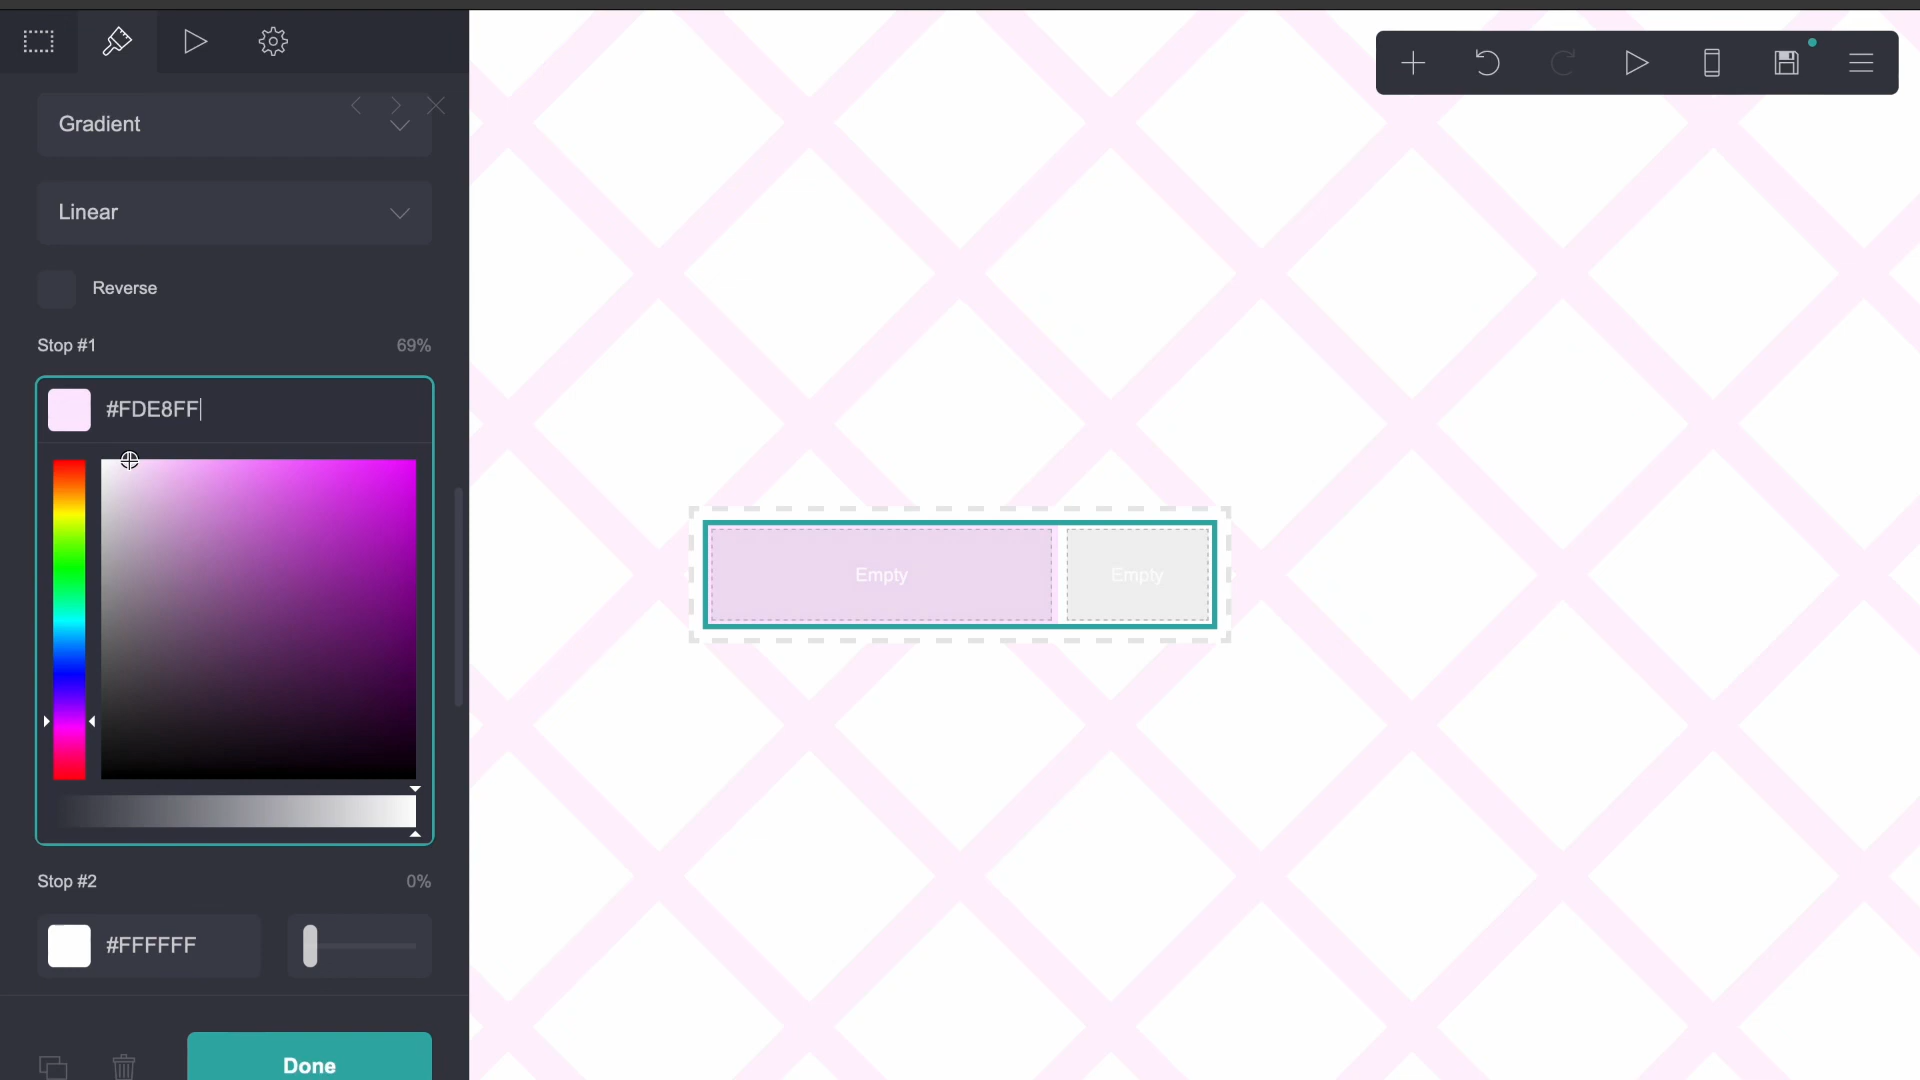 Gradient
Linear
Reverse
Stop #1 69%
#FDE8FF
Stop #2 0%
#FFFFFF
Done
Empty Empty